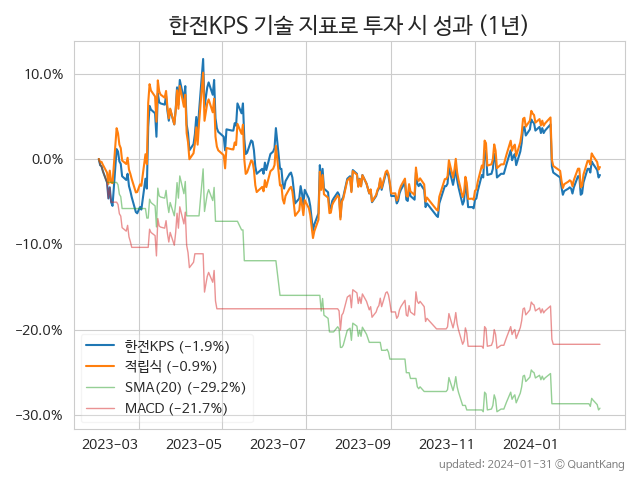 한전KPS 기술 지표로 투자 시 성과 (1년)
10.0%
0.0%
−10.0%
−20.0%
−30.0%
한전KPS (−1.9%)
적립식 (−0.9%)
SMA(20) (−29.2%)
MACD (−21.7%)
2023-03 2023-05 2023-07 2023-09 2023-11 2024-01
updated: 2024-01-31 © QuantKang